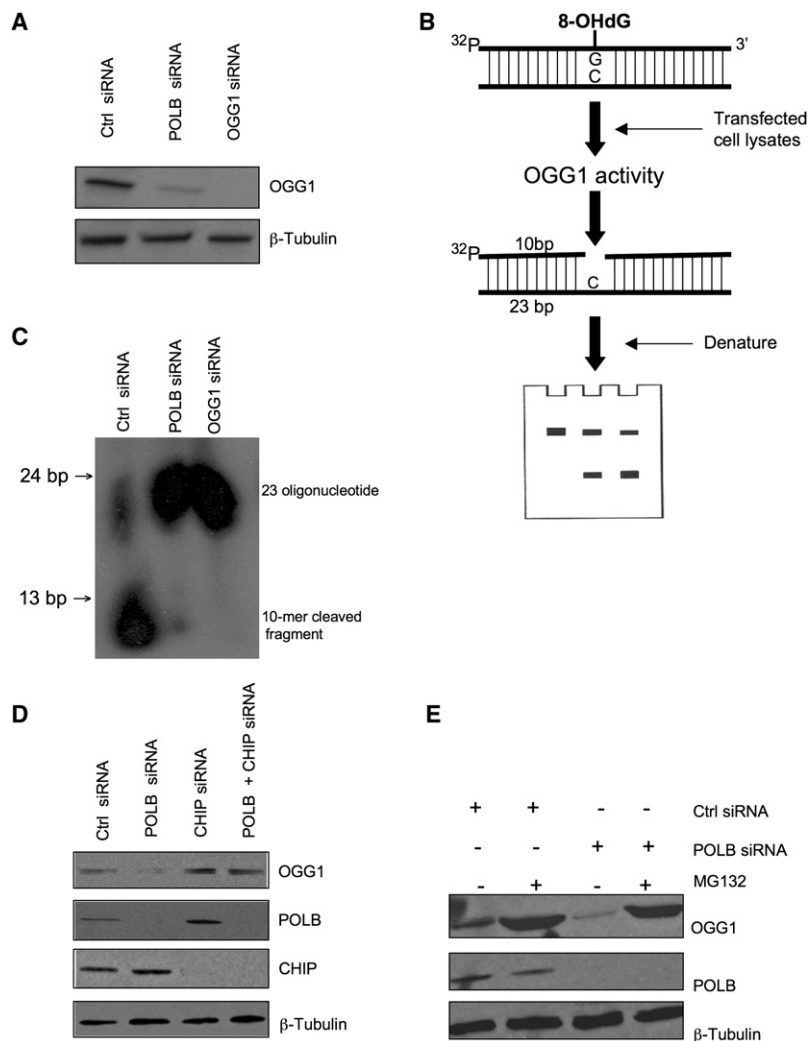 A
Ctrl siRNA
POLB siRNA
OGG1 siRNA
OGG1
β-Tubulin
B
8-OHdG
32P
3'
G
C
Transfected
cell lysates
OGG1 activity
32P
10bp
C
23 bp
Denature
C
Ctrl siRNA
POLB siRNA
OGG1 siRNA
24 bp
23 oligonucleotide
13 bp
10-mer cleaved
fragment
D
Ctrl siRNA
POLB siRNA
CHIP siRNA
POLB + CHIP siRNA
OGG1
POLB
CHIP
β-Tubulin
E
+ + - - Ctrl siRNA
- - + + POLB siRNA
- + - + MG132
OGG1
POLB
β-Tubulin